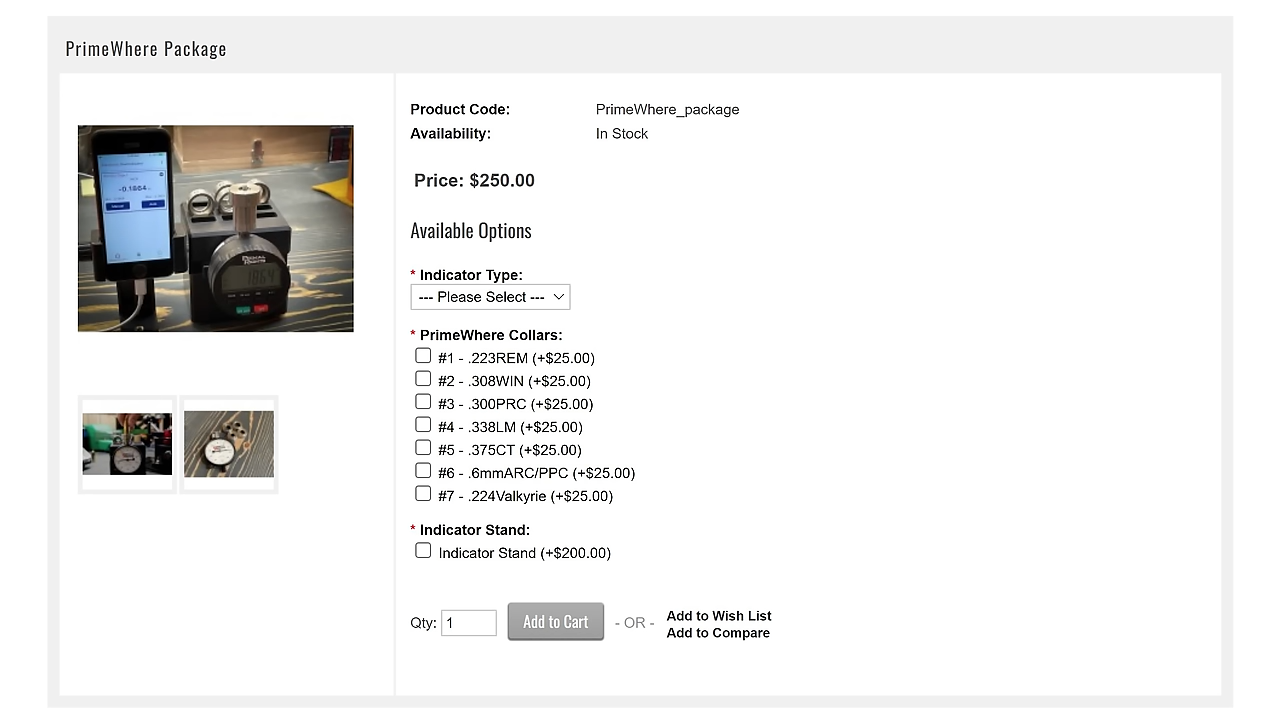 PrimeWhere Package
Product Code: PrimeWhere_package
Availability: In Stock
Price: $250.00
Available Options
* Indicator Type:
--- Please Select ---
* PrimeWhere Collars:
#1 - .223REM (+$25.00)
#2 - .308WIN (+$25.00)
#3 - .300PRC (+$25.00)
#4 - .338LM (+$25.00)
#5 - .375CT (+$25.00)
#6 - .6mmARC/PPC (+$25.00)
#7 - .224Valkyrie (+$25.00)
* Indicator Stand:
Indicator Stand (+$200.00)
Qty: 1 Add to Cart - OR - Add to Wish List
Add to Compare